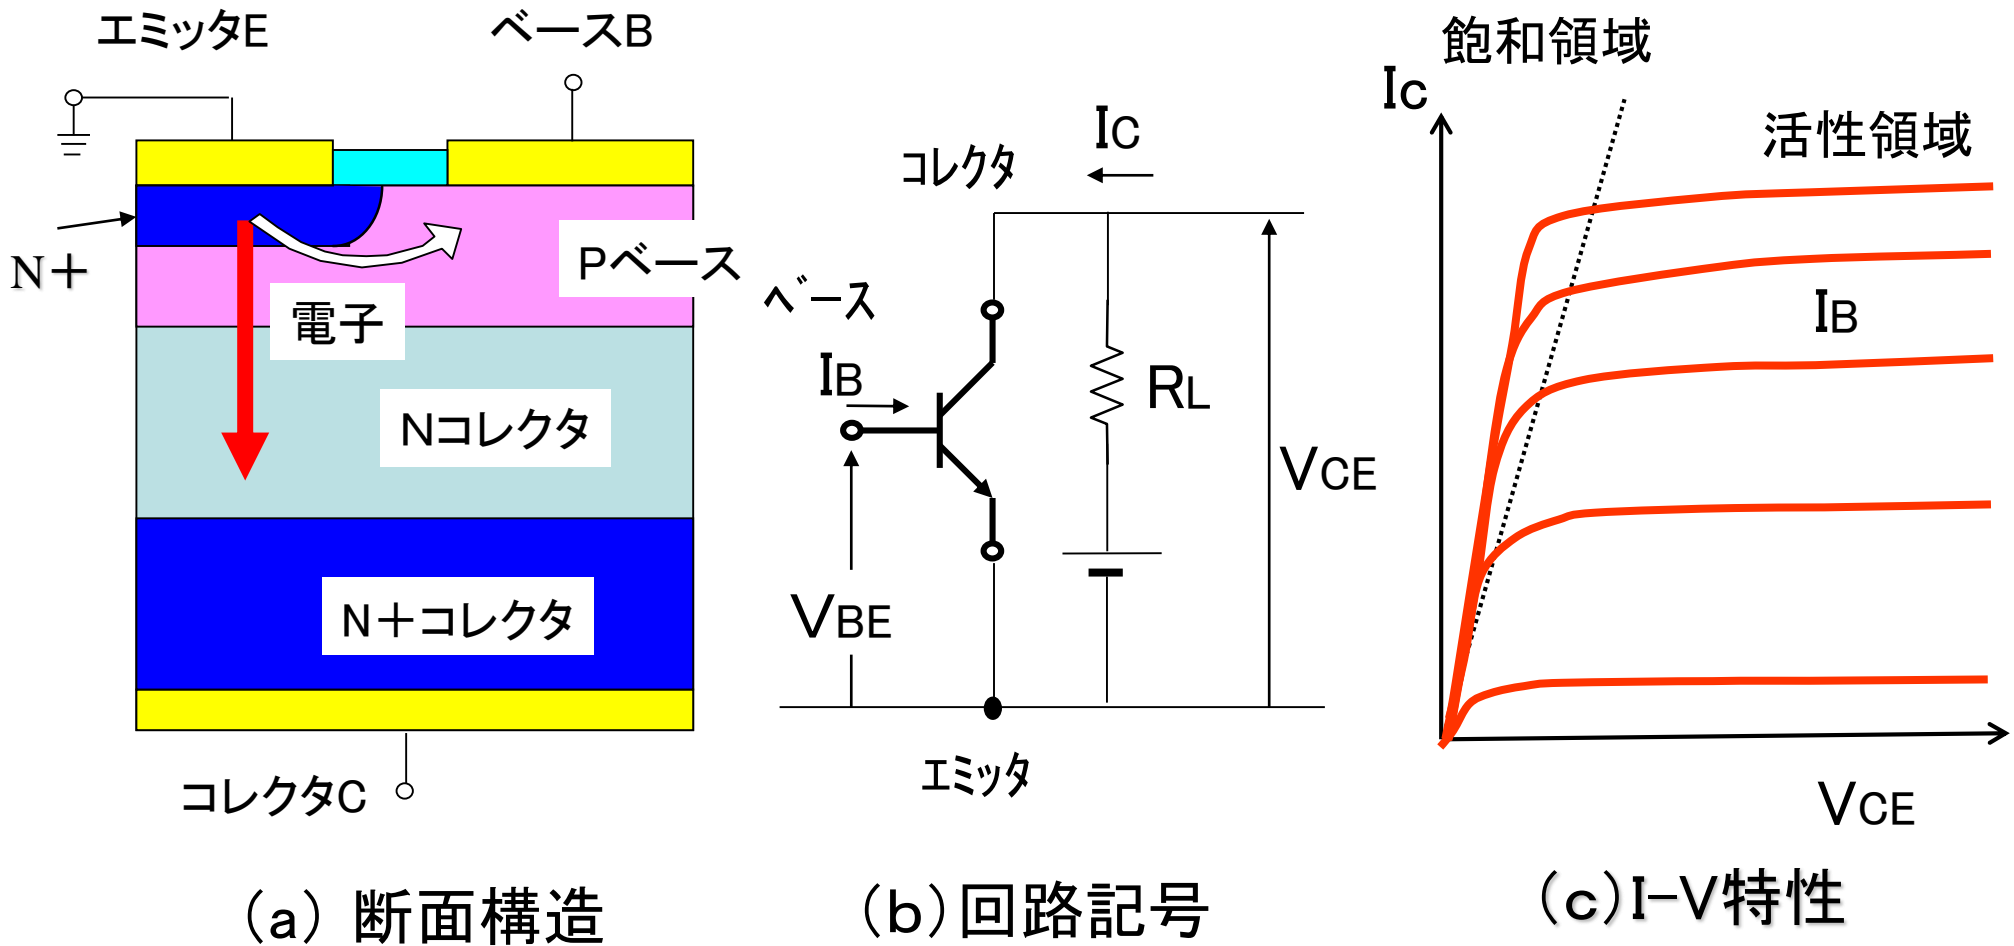 エミッタE
ベースB
N＋
Pベース
電子
Nコレクタ
N＋コレクタ
コレクタC
(a) 断面構造
コレクタ
IC
ベース
IB
RL
VCE
VBE
エミッタ
(b)回路記号
飽和領域
Ic
活性領域
IB
VCE
(c)I-V特性